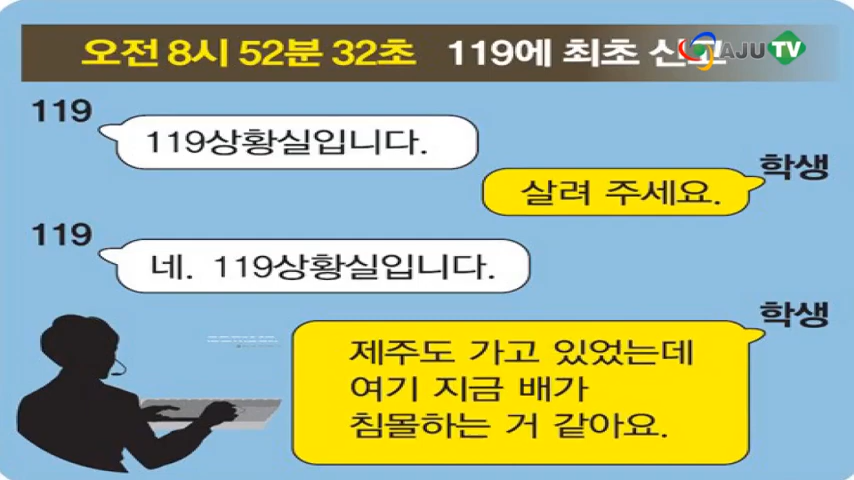 오전 8시 52분 32초 119에 최초 신고
AJU TV
119
119상황실입니다.
학생
살려 주세요.
119
네. 119상황실입니다.
학생
제주도 가고 있었는데
여기 지금 배가
침몰하는 거 같아요.